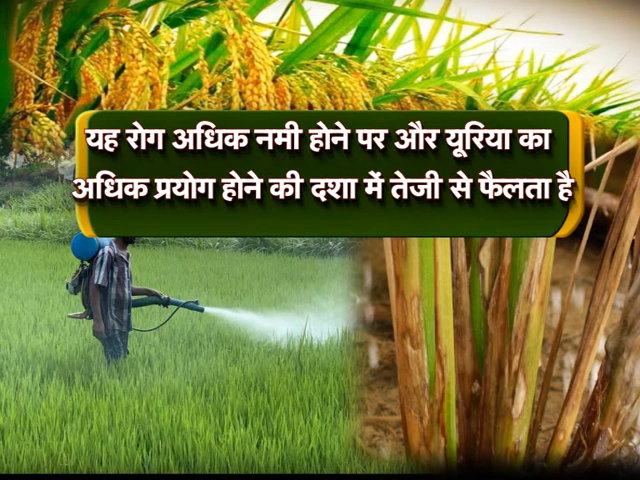 यह रोग अधिक नमी होने पर और यूरिया का
अधिक प्रयोग होने की दशा में तेजी से फैलता है